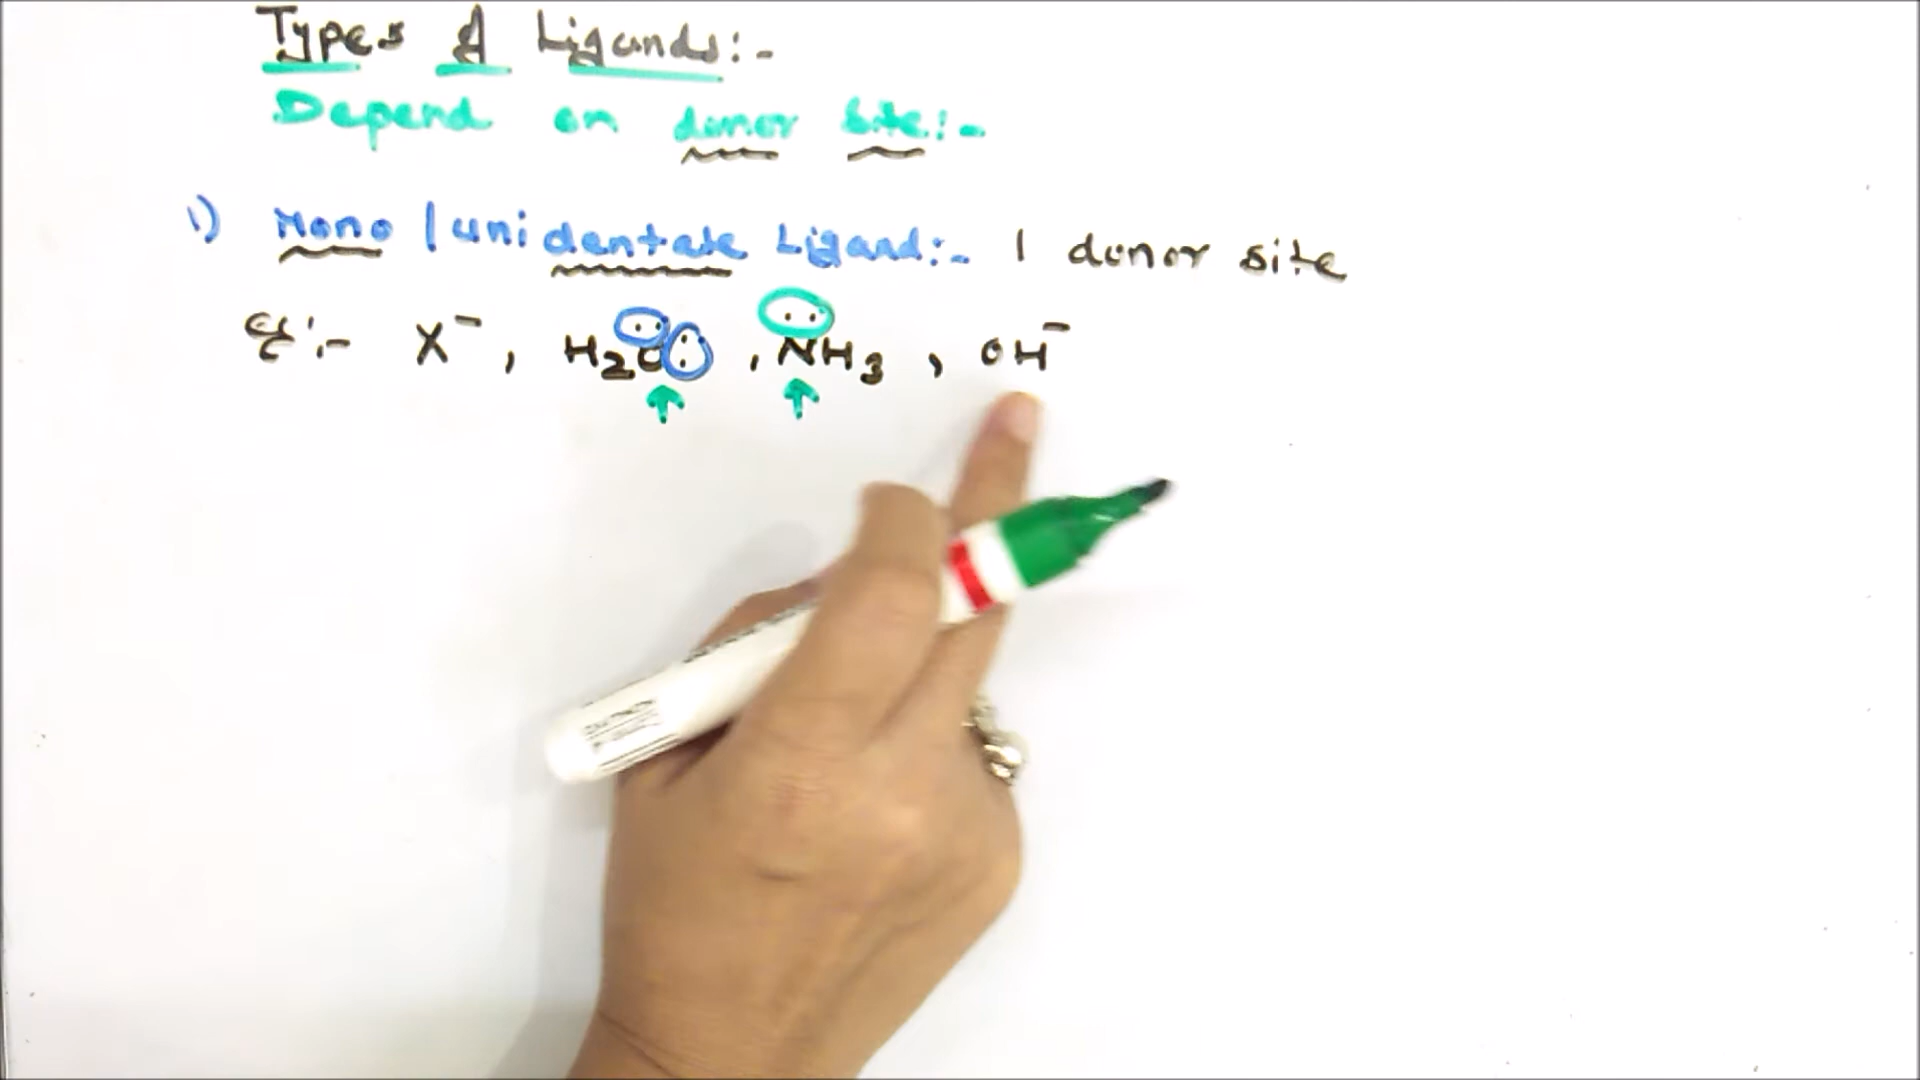 Types of Ligands:-
Depend on donor site:-
1) Mono / unidentate Ligand:- 1 donor site
eg:- X⁻, H₂O, NH₃, OH⁻